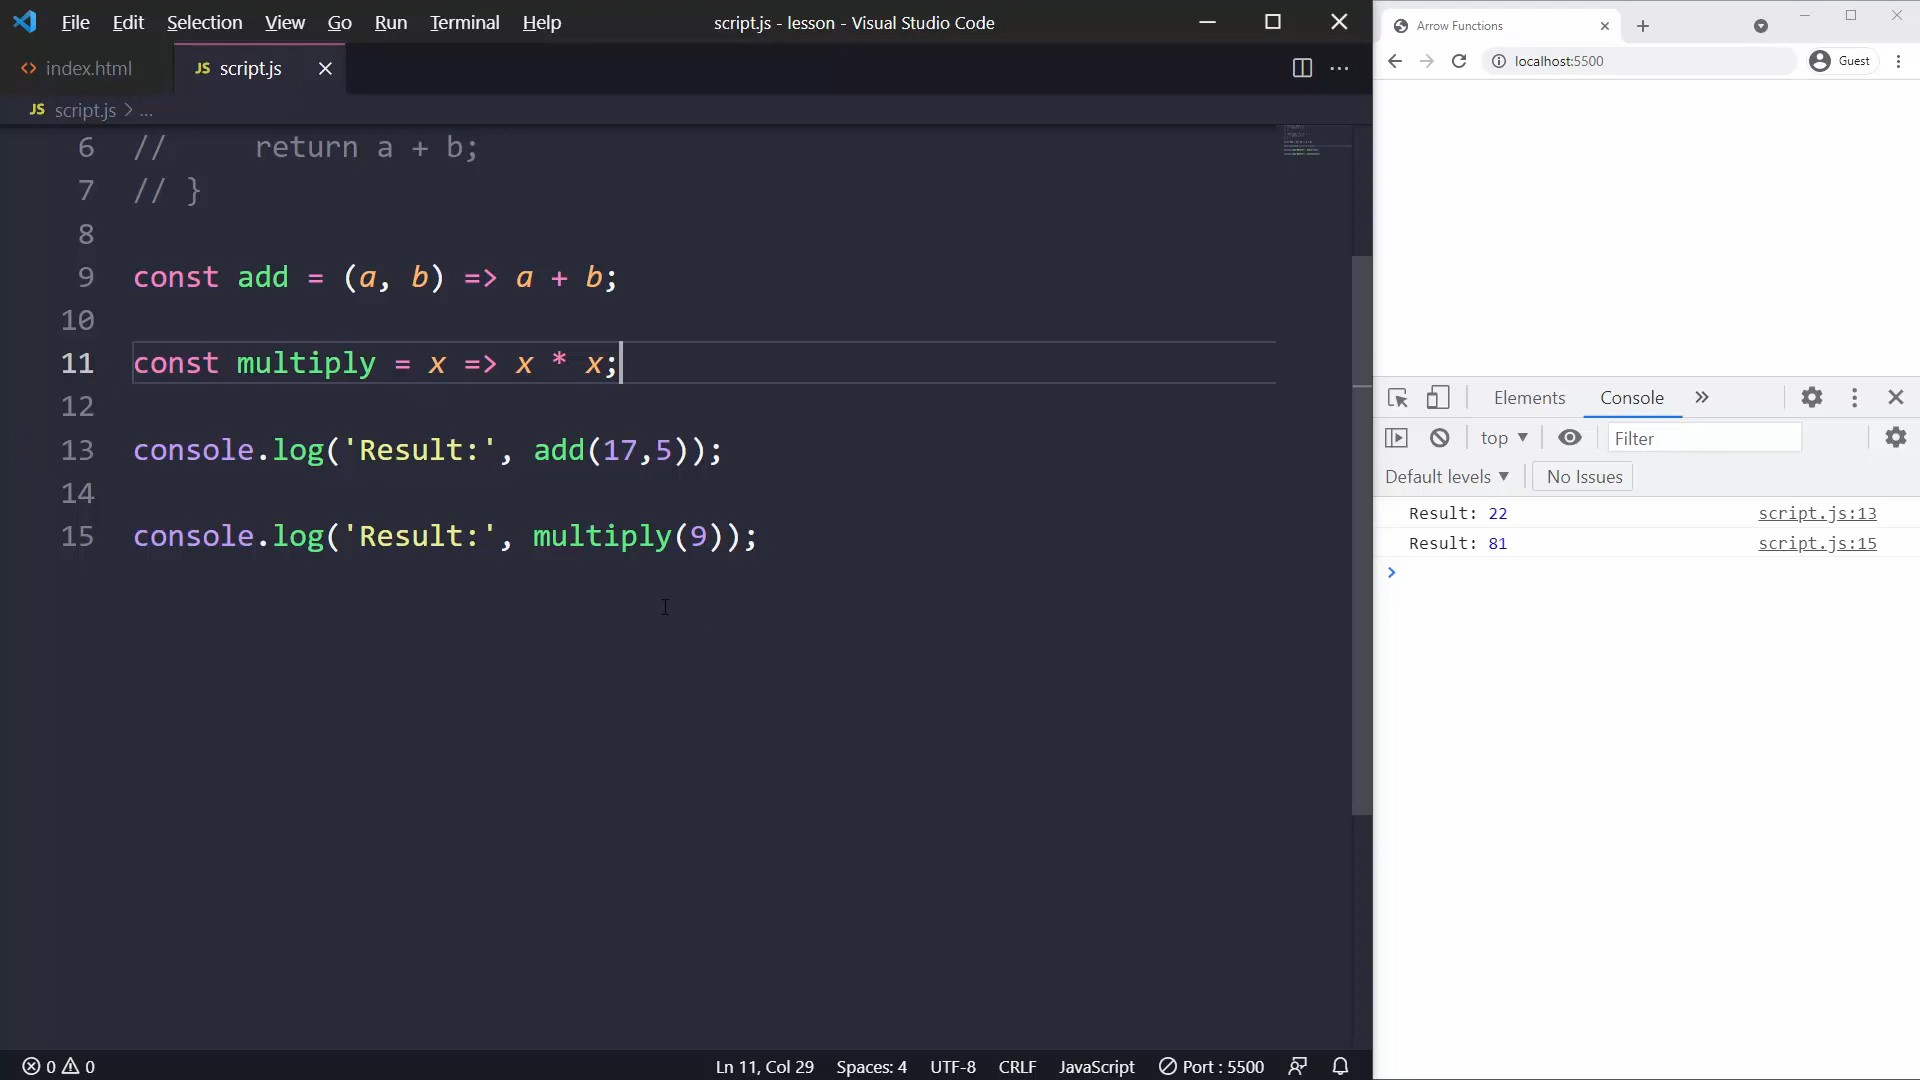 File Edit Selection View Go Run Terminal Help
script.js - lesson - Visual Studio Code
index.html
JS script.js
JS script.js > ...
6 //     return a + b;
7 // }
8
9 const add = (a, b) => a + b;
10
11 const multiply = x => x * x;
12
13 console.log('Result:', add(17,5));
14
15 console.log('Result:', multiply(9));
0 0
Ln 11, Col 29 Spaces: 4 UTF-8 CRLF JavaScript Port : 5500
Arrow Functions
localhost:5500 Guest
Elements Console
top Filter
Default levels No Issues
Result: 22 script.js:13
Result: 81 script.js:15